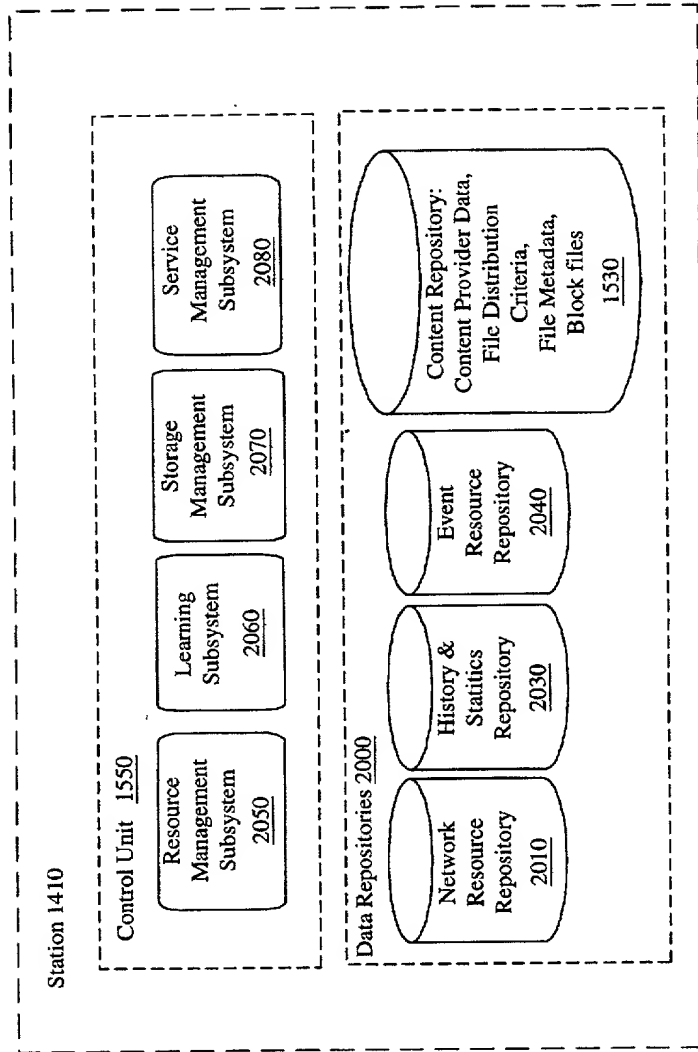 Station 1410
Control Unit 1550
Resource
Management
Subsystem
2050
Learning
Subsystem
2060
Storage
Management
Subsystem
2070
Service
Management
Subsystem
2080
Data Repositories 2000
Network
Resource
Repository
2010
History &
Statitics
Repository
2030
Event
Resource
Repository
2040
Content Repository:
Content Provider Data,
File Distribution
Criteria,
File Metadata,
Block files
1530